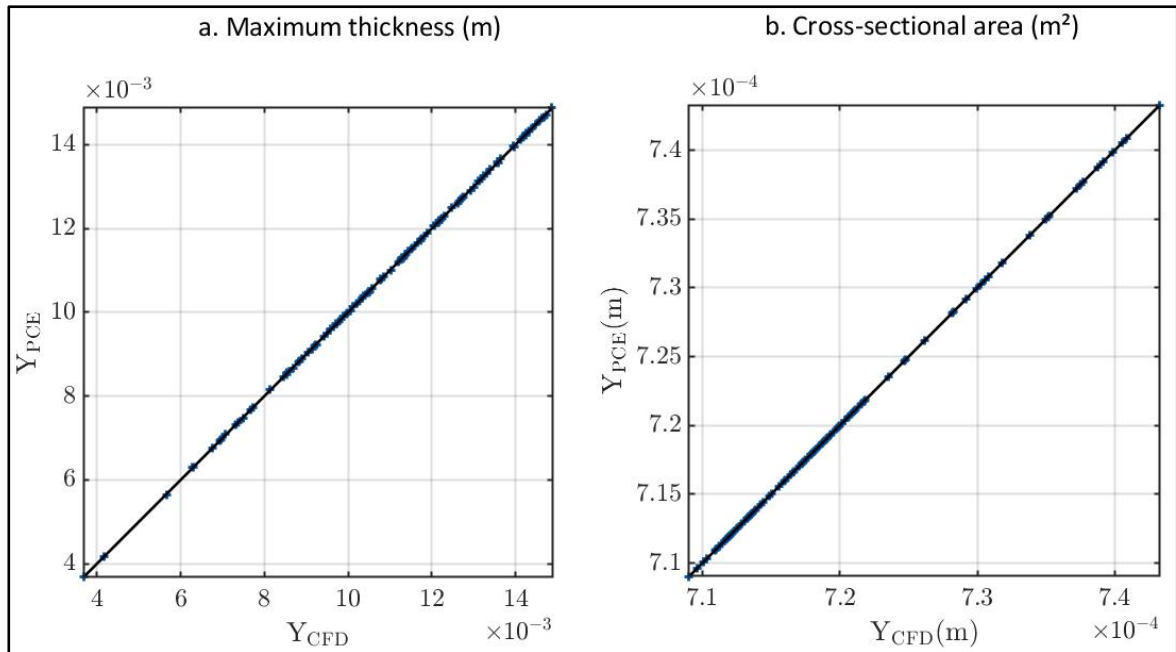 a. Maximum thickness (m)
×10⁻³
14
12
10
8
6
4
Y_PCE
4 6 8 10 12 14
Y_CFD
×10⁻³
b. Cross-sectional area (m²)
×10⁻⁴
7.4
7.35
7.3
7.25
7.2
7.15
7.1
Y_PCE(m)
7.1 7.2 7.3 7.4
Y_CFD(m)
×10⁻⁴